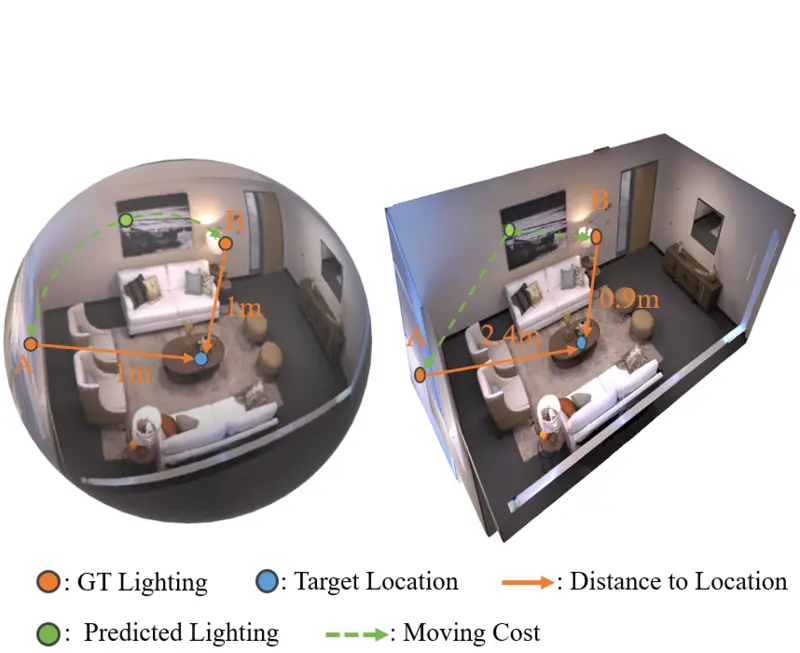 B
1m
A
1m
B
0.9m
A
2.4m
: GT Lighting
: Target Location
: Distance to Location
: Predicted Lighting
: Moving Cost